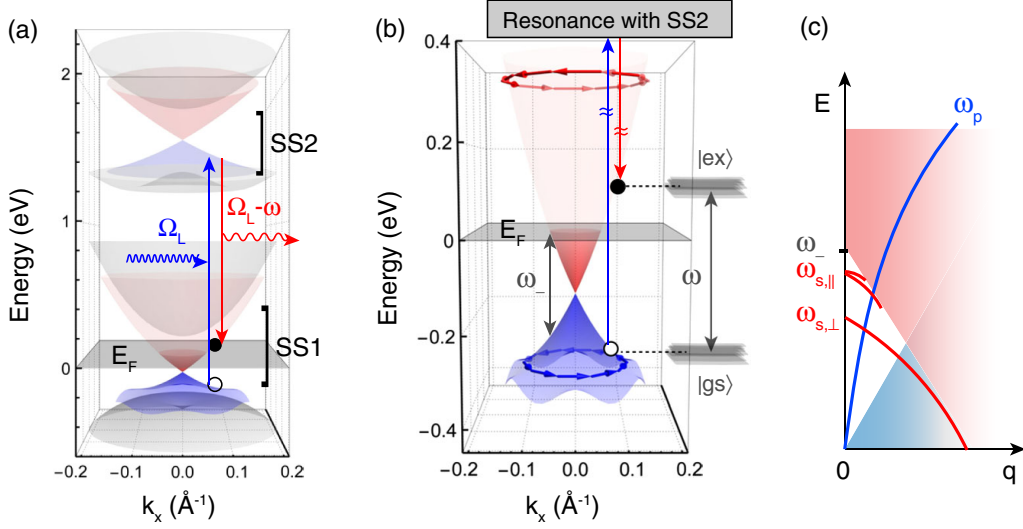 (a)
2
1
0
Energy (eV)
SS2
Ω_L-ω
Ω_L
E_F
SS1
−0.2 −0.1 0.0 0.1 0.2
k_x (Å⁻¹)
(b)
Resonance with SS2
0.4
0.2
0
−0.2
−0.4
Energy (eV)
≈ ≈
|ex⟩
E_F
ω_−
ω
|gs⟩
−0.2 −0.1 0.0 0.1 0.2
k_x (Å⁻¹)
(c)
E
ω_p
ω_−
ω_s,∥
ω_s,⊥
0
q